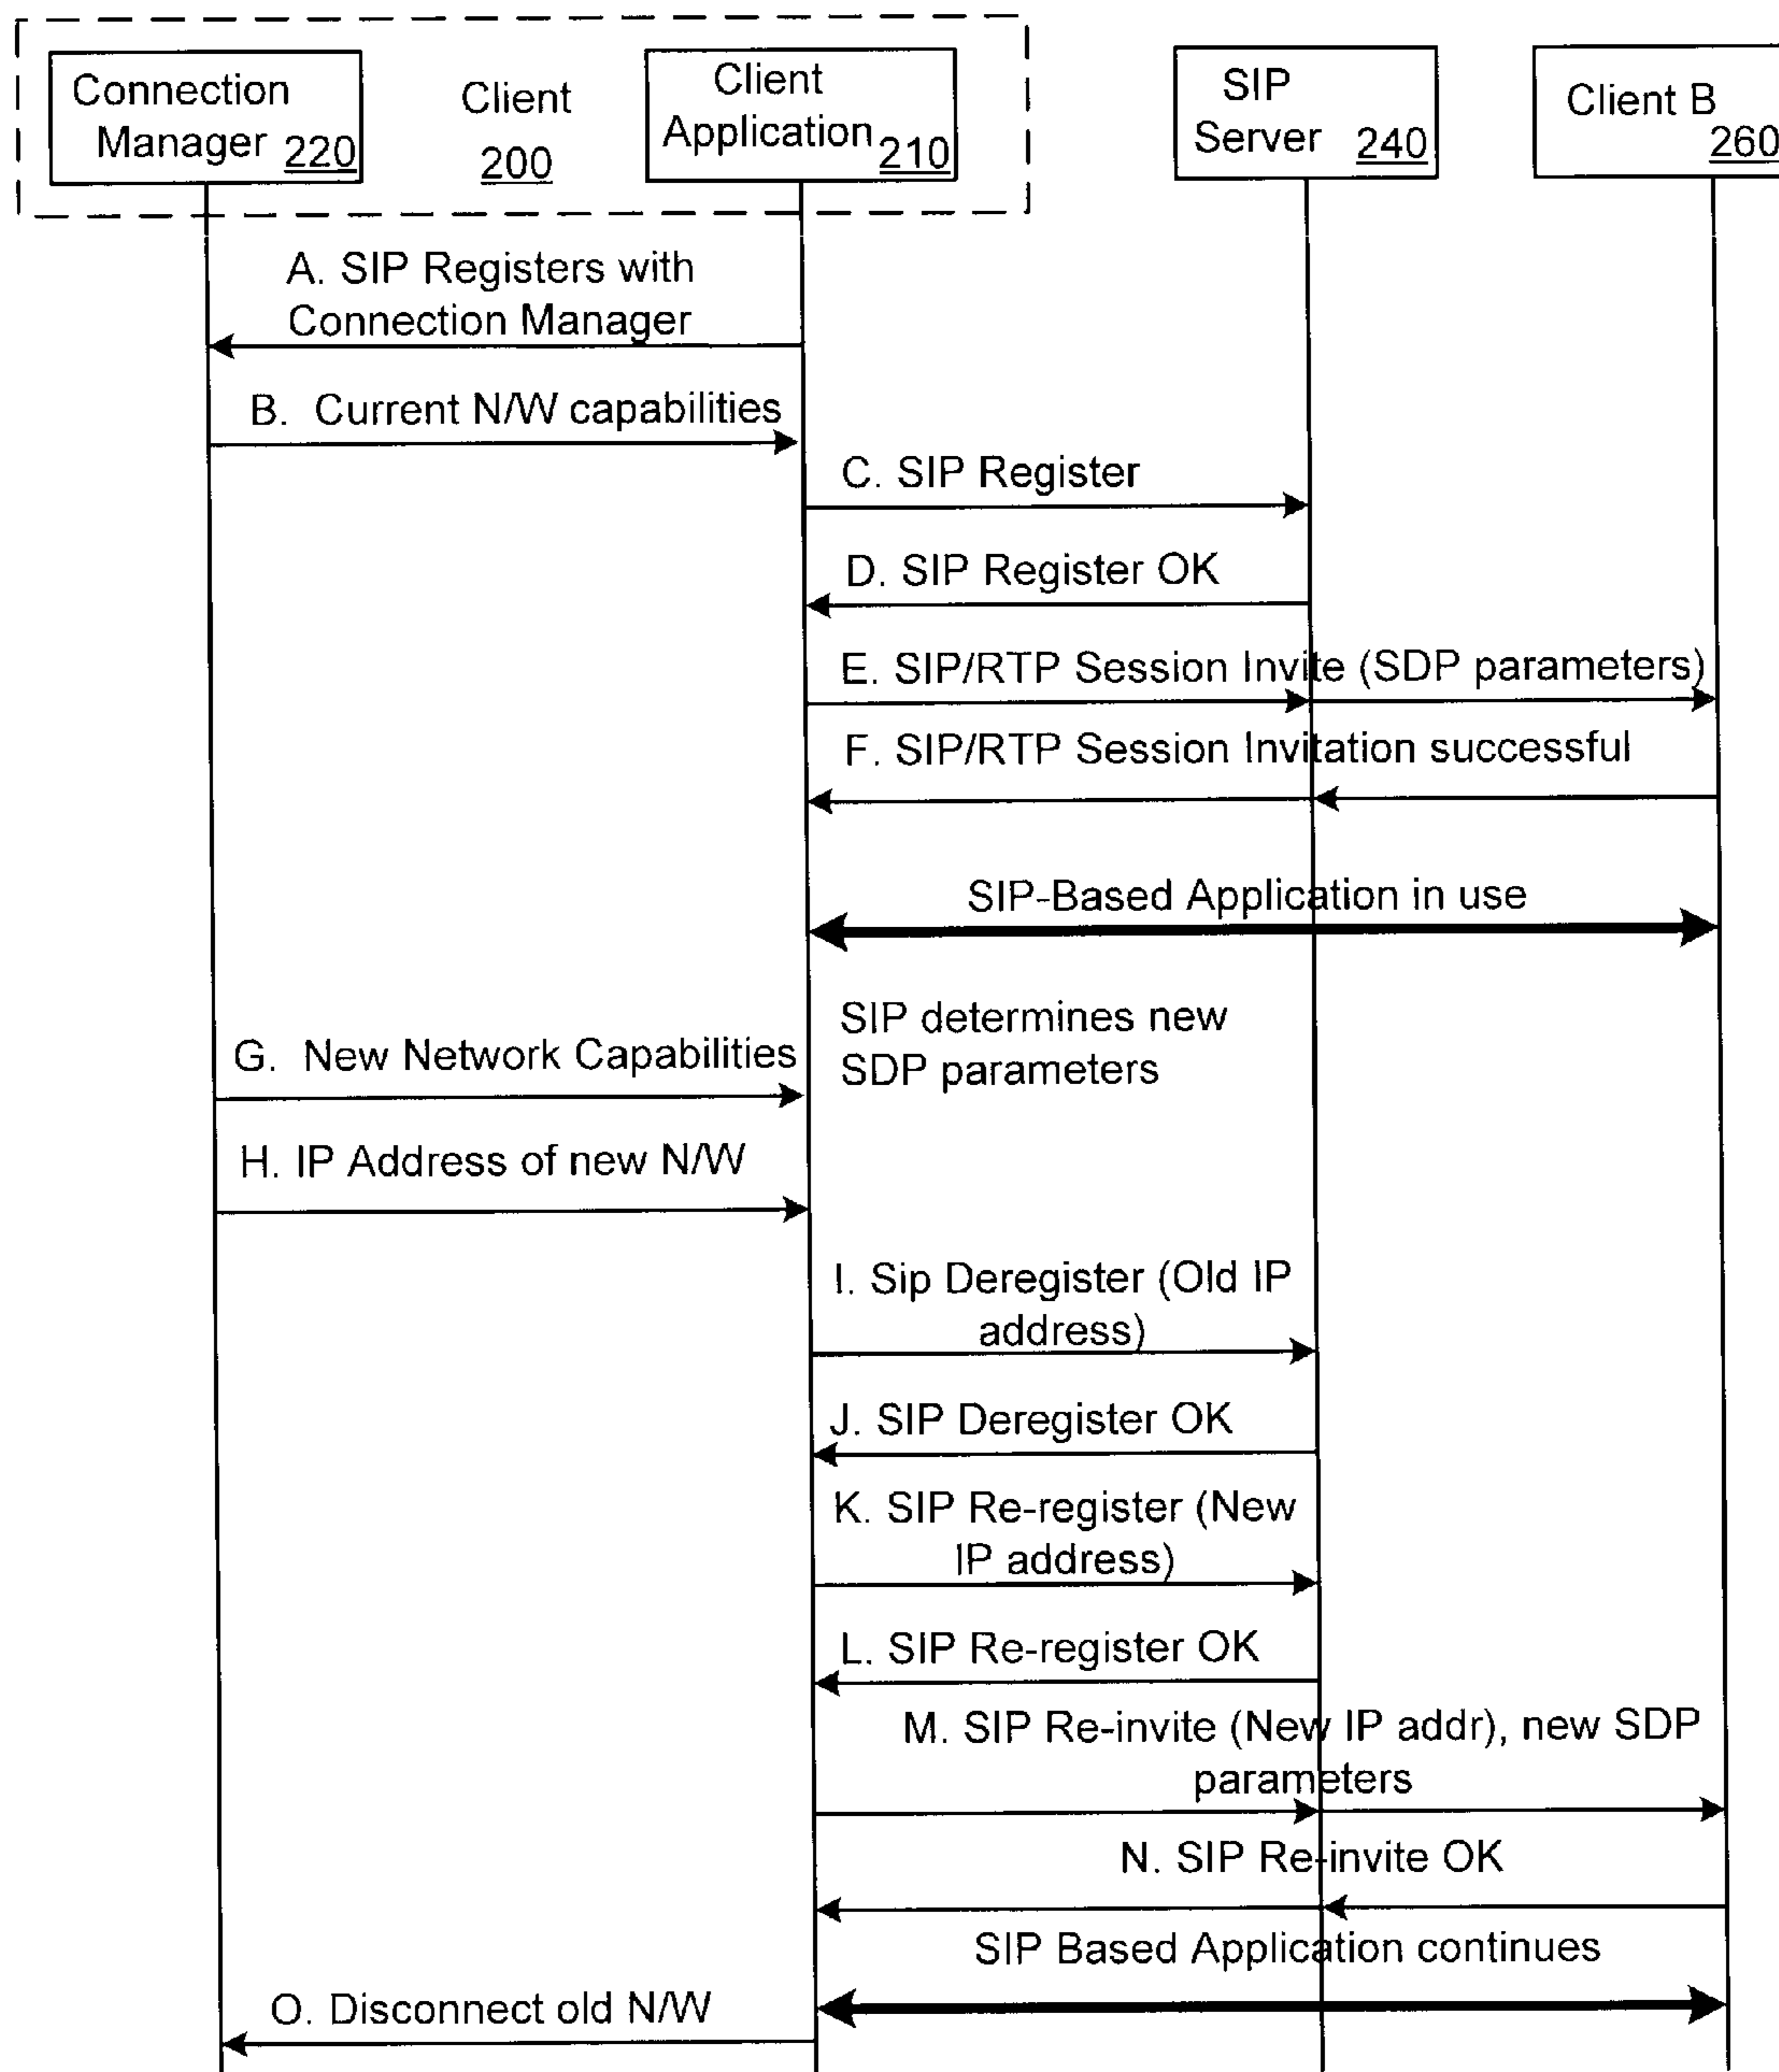 Connection
Manager 220
Client
200
Client
Application 210
SIP
Server 240
Client B
260
A. SIP Registers with
Connection Manager
B. Current N/W capabilities
C. SIP Register
D. SIP Register OK
E. SIP/RTP Session Invite (SDP parameters)
F. SIP/RTP Session Invitation successful
SIP-Based Application in use
SIP determines new
SDP parameters
G. New Network Capabilities
H. IP Address of new N/W
I. Sip Deregister (Old IP
address)
J. SIP Deregister OK
K. SIP Re-register (New
IP address)
L. SIP Re-register OK
M. SIP Re-invite (New IP addr), new SDP
parameters
N. SIP Re-invite OK
SIP Based Application continues
O. Disconnect old N/W